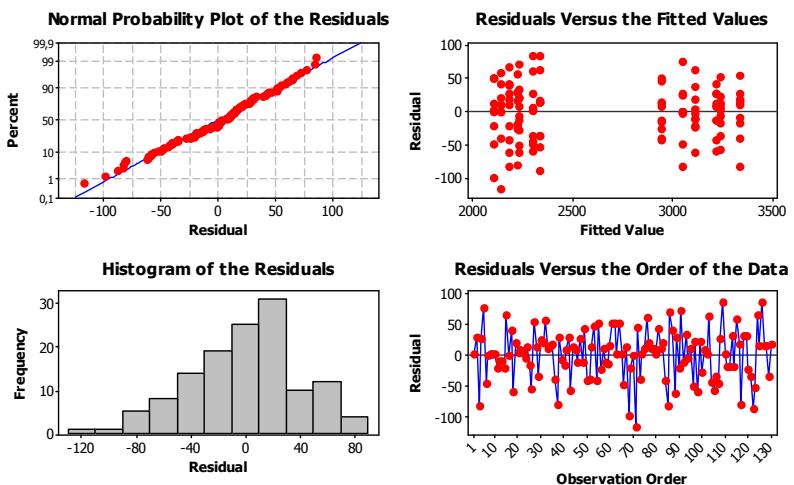 Normal Probability Plot of the Residuals
99,9
99
90
50
10
1
0,1
Percent
-100 -50 0 50 100
Residual
Residuals Versus the Fitted Values
100
50
0
-50
-100
Residual
2000 2500 3000 3500
Fitted Value
Histogram of the Residuals
30
20
10
0
Frequency
-120 -80 -40 0 40 80
Residual
Residuals Versus the Order of the Data
100
50
0
-50
-100
Residual
1 10 20 30 40 50 60 70 80 90 100 110 120 130
Observation Order